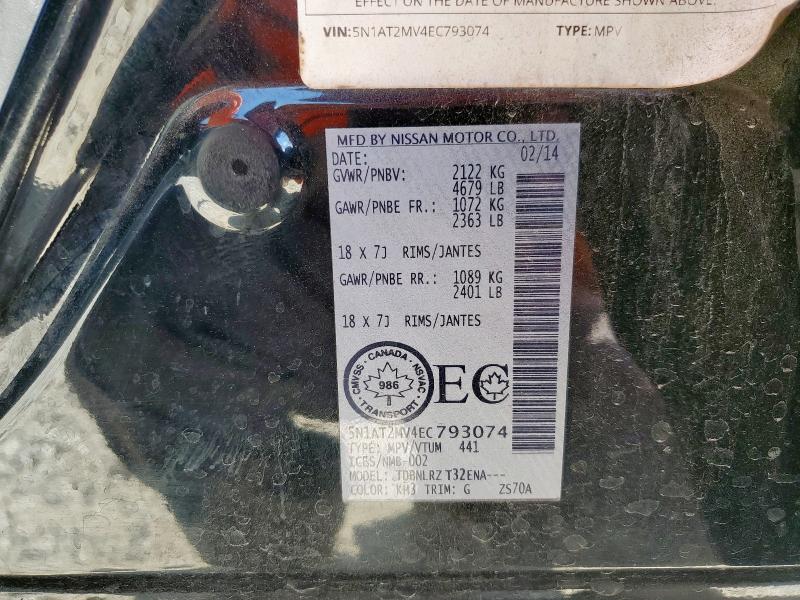 EFFECT ON THE DATE OF MANUFACTURE SHOWN ABOVE.
VIN: 5N1AT2MV4EC793074 TYPE: MPV
MFD BY NISSAN MOTOR CO., LTD.
DATE: 02/14
GVWR/PNBV: 2122 KG
4679 LB
GAWR/PNBE FR.: 1072 KG
2363 LB
18 X 7J RIMS/JANTES
GAWR/PNBE RR.: 1089 KG
2401 LB
18 X 7J RIMS/JANTES
CANADA
CMVSS - NSVAC
986
TRANSPORT
EC
5N1AT2MV4EC793074
TYPE: MPV/VTUM 441
ICES/NMB-002
MODEL: TDBNLRZ T32ENA---
COLOR: KH3 TRIM: G ZS70A